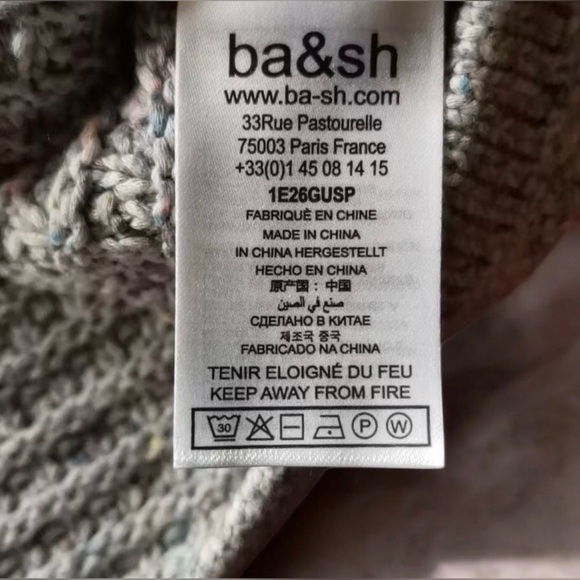 ba&sh
www.ba-sh.com
33Rue Pastourelle
75003 Paris France
+33(0)1 45 08 14 15
1E26GUSP
FABRIQUÈ EN CHINE
MADE IN CHINA
IN CHINA HERGESTELLT
HECHO EN CHINA
原产国：中国
صنع في الصين
СДЕЛАНО В КИТАЕ
제조국 중국
FABRICADO NA CHINA
TENIR ELOIGNÉ DU FEU
KEEP AWAY FROM FIRE
30 P W